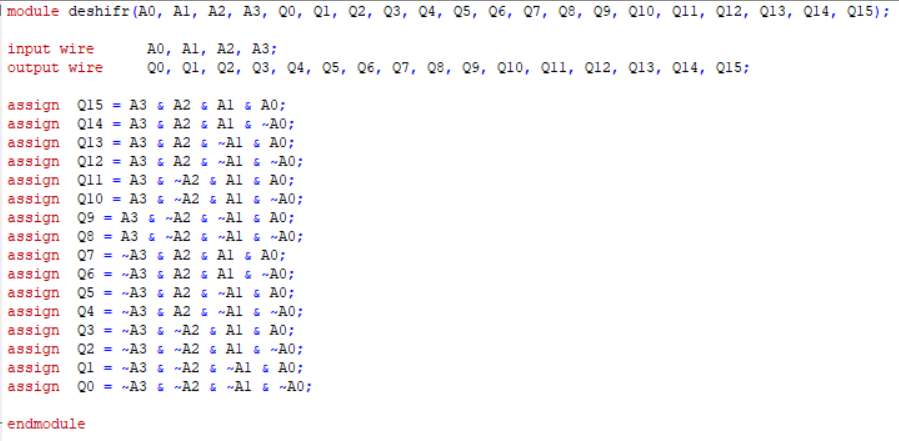 module deshifr(A0, A1, A2, A3, Q0, Q1, Q2, Q3, Q4, Q5, Q6, Q7, Q8, Q9, Q10, Q11, Q12, Q13, Q14, Q15);
input wire A0, A1, A2, A3;
output wire Q0, Q1, Q2, Q3, Q4, Q5, Q6, Q7, Q8, Q9, Q10, Q11, Q12, Q13, Q14, Q15;
assign Q15 = A3 & A2 & A1 & A0;
assign Q14 = A3 & A2 & A1 & ~A0;
assign Q13 = A3 & A2 & ~A1 & A0;
assign Q12 = A3 & A2 & ~A1 & ~A0;
assign Q11 = A3 & ~A2 & A1 & A0;
assign Q10 = A3 & ~A2 & A1 & ~A0;
assign Q9 = A3 & ~A2 & ~A1 & A0;
assign Q8 = A3 & ~A2 & ~A1 & ~A0;
assign Q7 = ~A3 & A2 & A1 & A0;
assign Q6 = ~A3 & A2 & A1 & ~A0;
assign Q5 = ~A3 & A2 & ~A1 & A0;
assign Q4 = ~A3 & A2 & ~A1 & ~A0;
assign Q3 = ~A3 & ~A2 & A1 & A0;
assign Q2 = ~A3 & ~A2 & A1 & ~A0;
assign Q1 = ~A3 & ~A2 & ~A1 & A0;
assign Q0 = ~A3 & ~A2 & ~A1 & ~A0;
endmodule